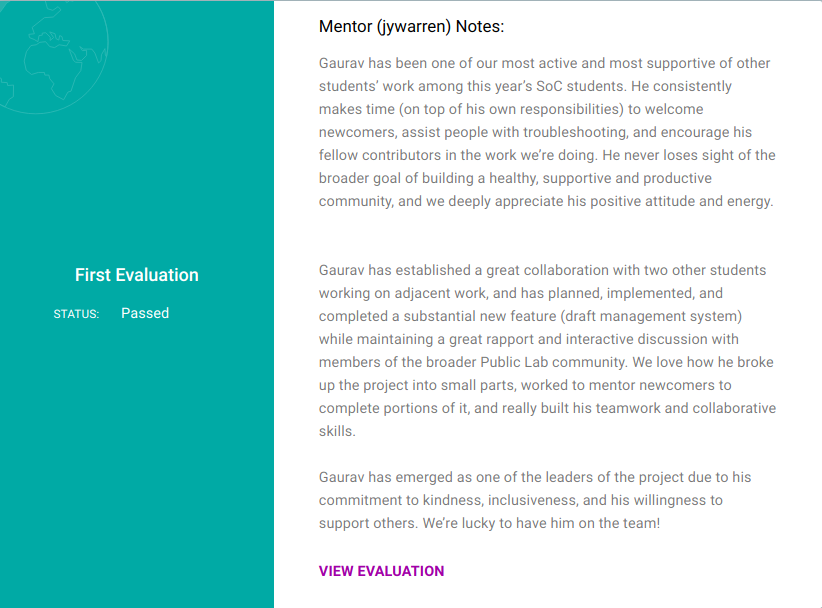 Mentor (jywarren) Notes:
Gaurav has been one of our most active and most supportive of other
students’ work among this year’s SoC students. He consistently
makes time (on top of his own responsibilities) to welcome
newcomers, assist people with troubleshooting, and encourage his
fellow contributors in the work we’re doing. He never loses sight of the
broader goal of building a healthy, supportive and productive
community, and we deeply appreciate his positive attitude and energy.
First Evaluation
STATUS: Passed
Gaurav has established a great collaboration with two other students
working on adjacent work, and has planned, implemented, and
completed a substantial new feature (draft management system)
while maintaining a great rapport and interactive discussion with
members of the broader Public Lab community. We love how he broke
up the project into small parts, worked to mentor newcomers to
complete portions of it, and really built his teamwork and collaborative
skills.
Gaurav has emerged as one of the leaders of the project due to his
commitment to kindness, inclusiveness, and his willingness to
support others. We’re lucky to have him on the team!
VIEW EVALUATION